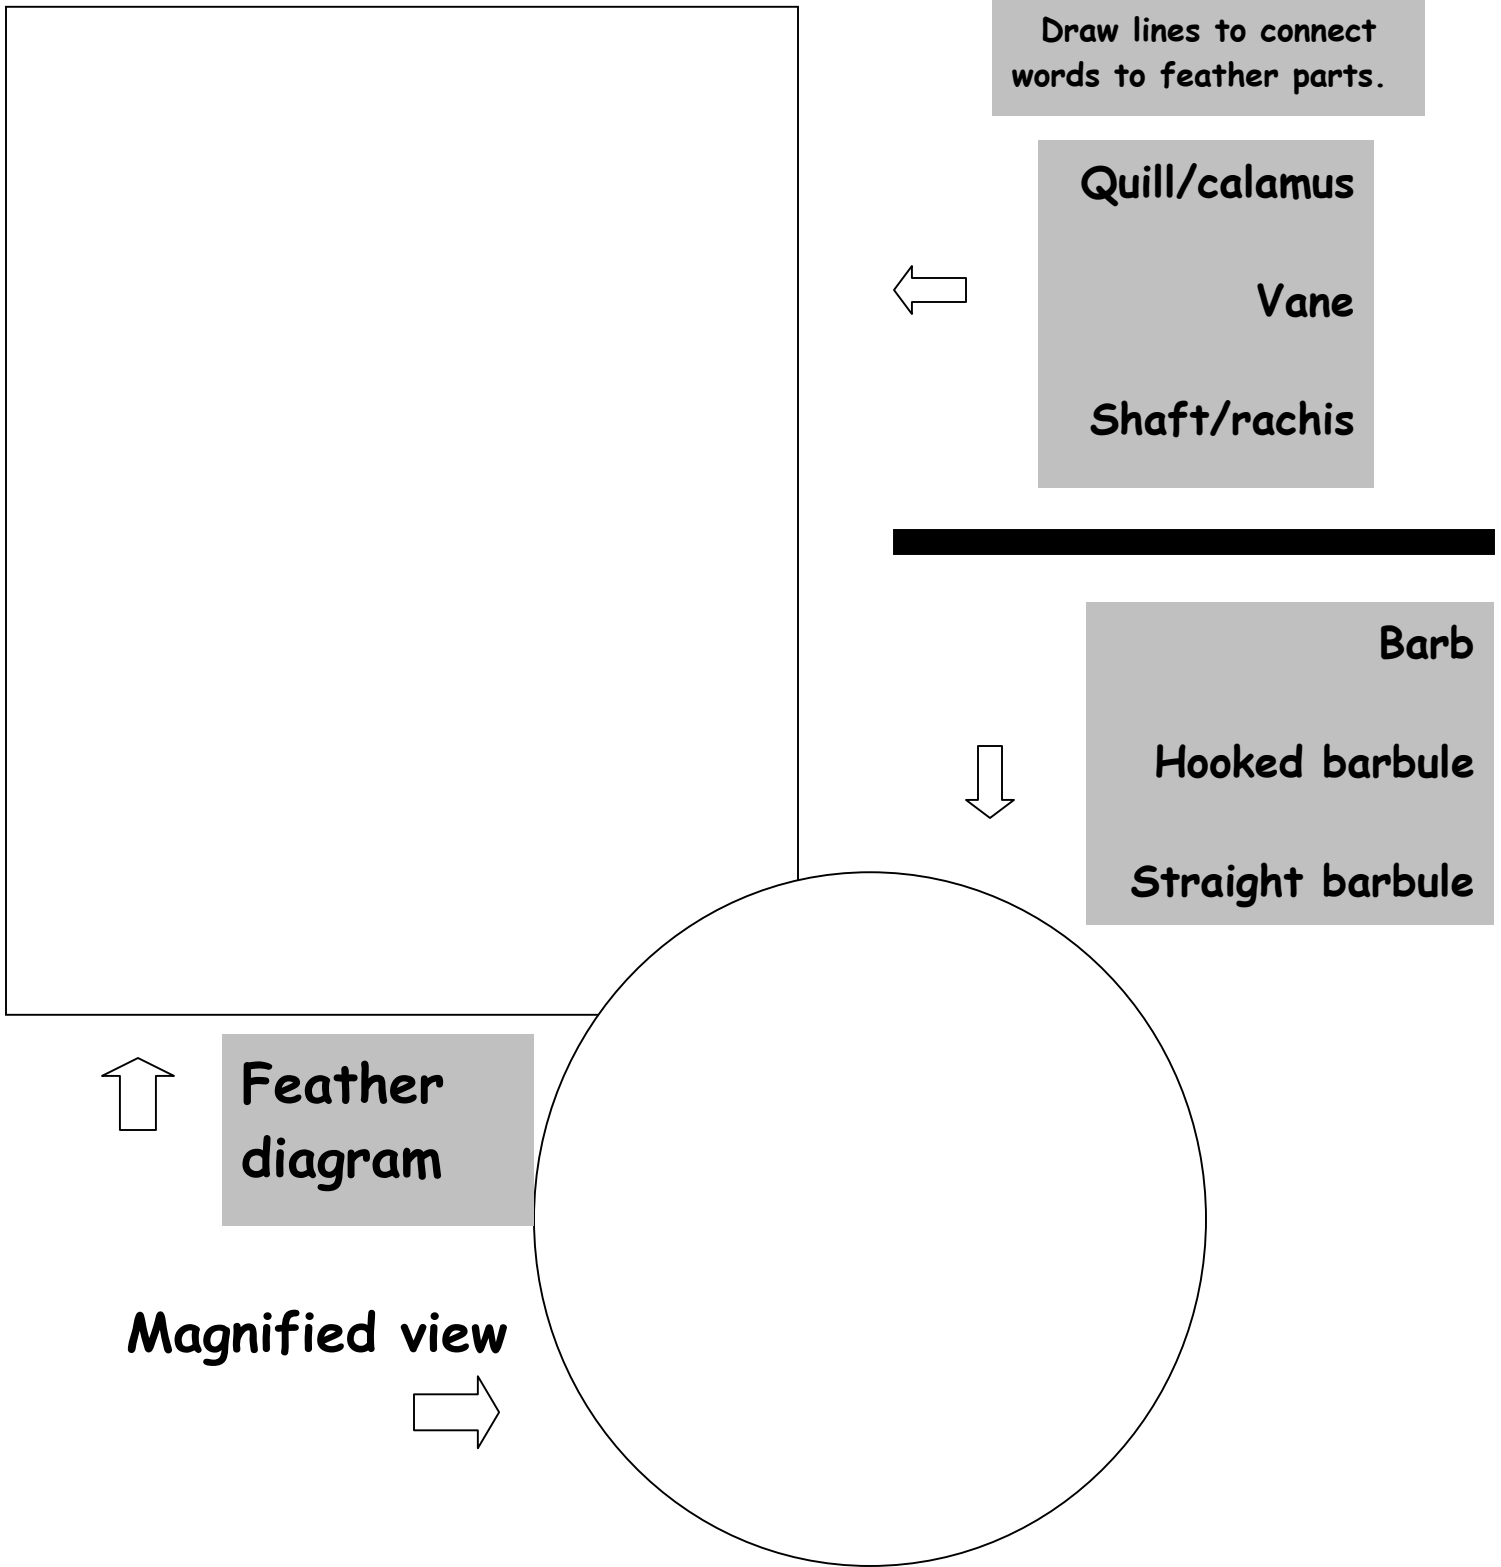 Draw lines to connect
words to feather parts.
Quill/calamus
Vane
Shaft/rachis
Barb
Hooked barbule
Straight barbule
Feather
diagram
Magnified view